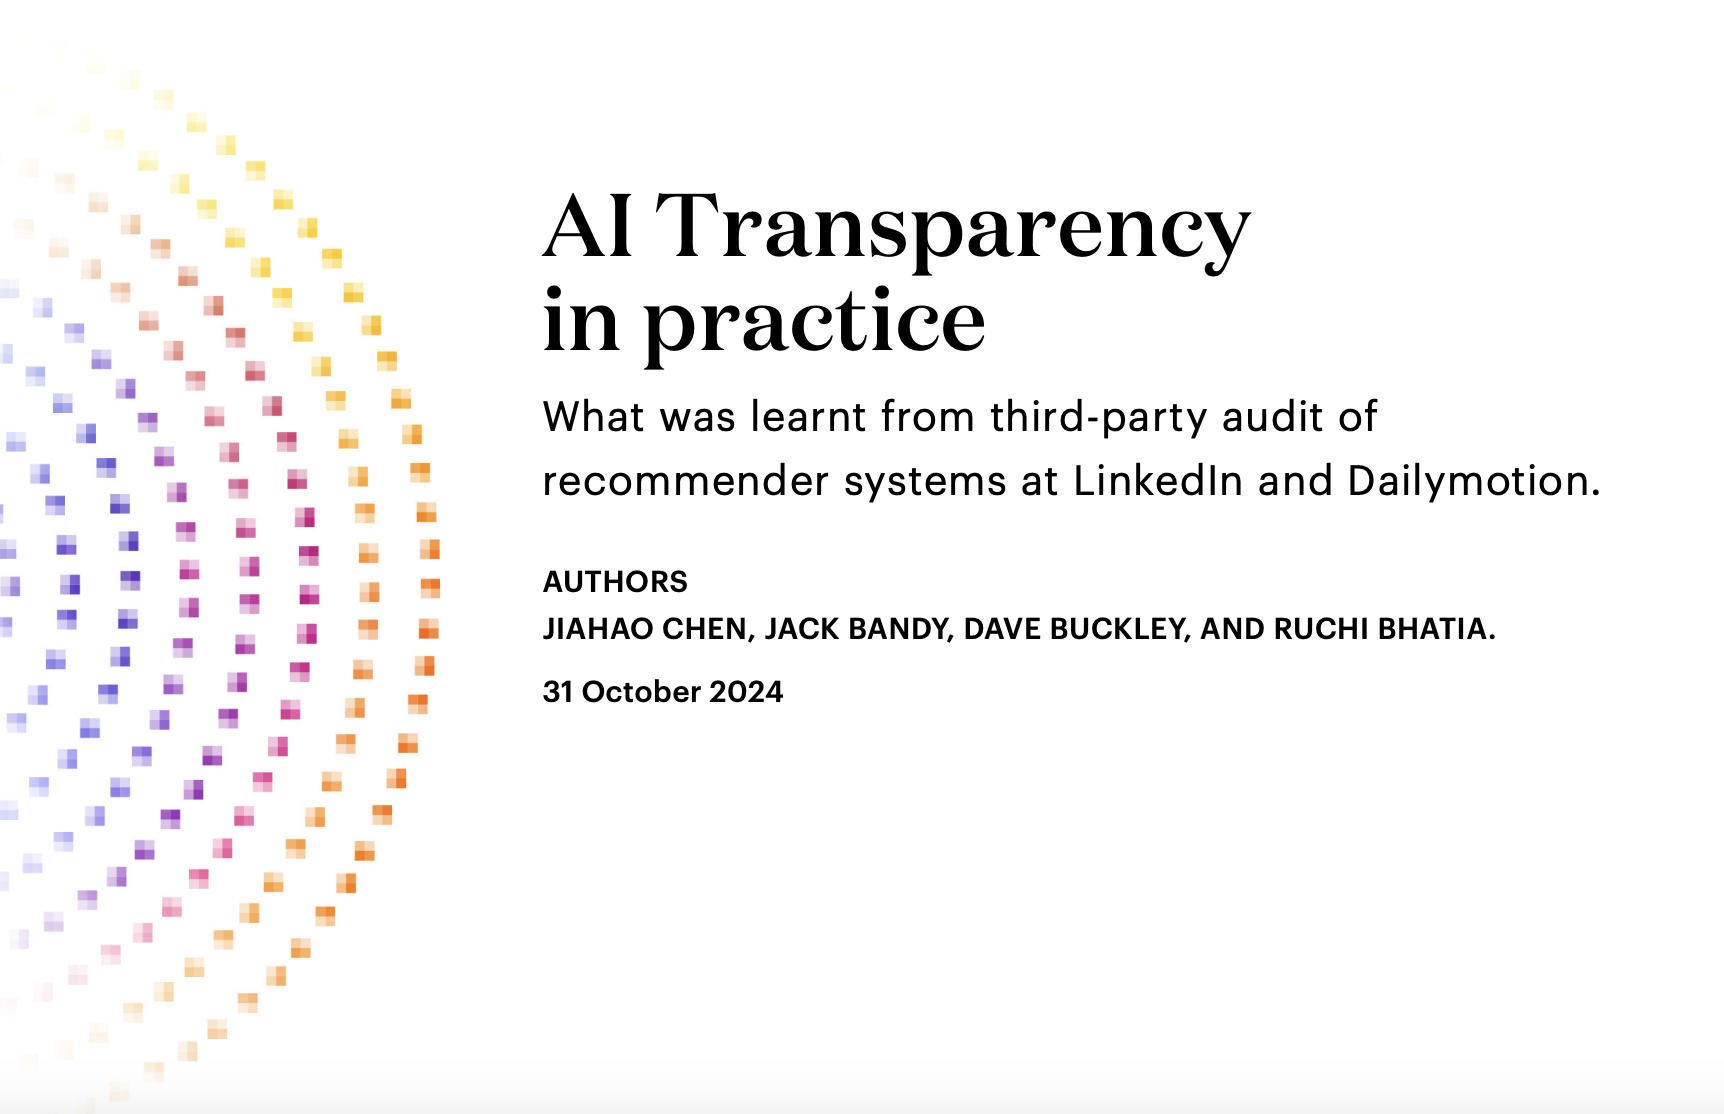 AI Transparency
in practice
What was learnt from third-party audit of
recommender systems at LinkedIn and Dailymotion.
AUTHORS
JIAHAO CHEN, JACK BANDY, DAVE BUCKLEY, AND RUCHI BHATIA.
31 October 2024